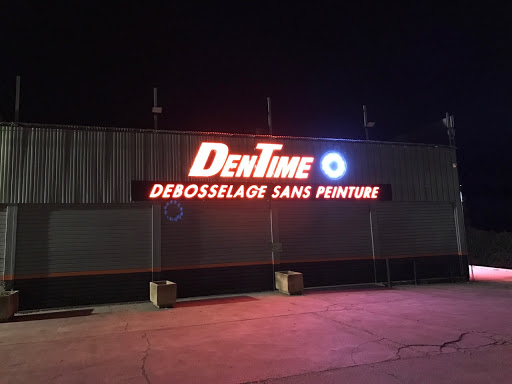 DENTIME
DEBOSSELAGE SANS PEINTURE